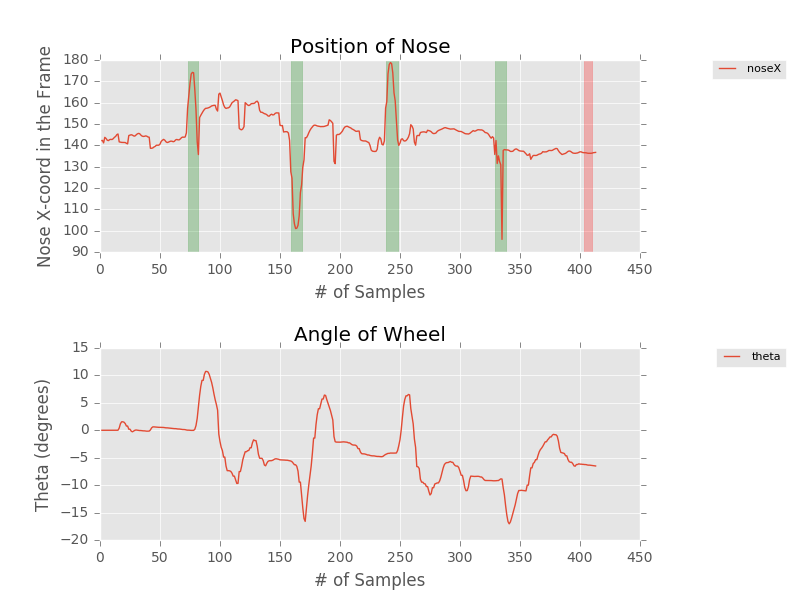 Position of Nose
Nose X-coord in the Frame
180
170
160
150
140
130
120
110
100
90
0 50 100 150 200 250 300 350 400 450
# of Samples
noseX
Angle of Wheel
Theta (degrees)
15
10
5
0
−5
−10
−15
−20
0 50 100 150 200 250 300 350 400 450
# of Samples
theta